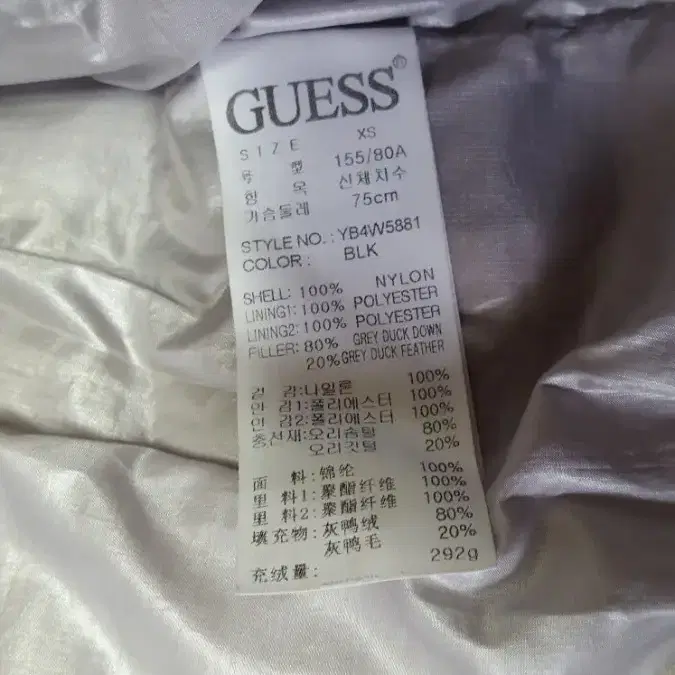 GUESS®
SIZE XS
호 형 155/80A
항 목 신체치수
가슴둘레 75cm
STYLE NO.: YB4W5881
COLOR: BLK
SHELL: 100% NYLON
LINING1: 100% POLYESTER
LINING2: 100% POLYESTER
FILLER: 80% GREY DUCK DOWN
20% GREY DUCK FEATHER
겉 감:나일론 100%
안 감1:폴리에스터 100%
안 감2:폴리에스터 100%
충전재:오리솜털 80%
오리깃털 20%
面 料: 锦纶 100%
里 料1: 聚酯纤维 100%
里 料2: 聚酯纤维 100%
填充物: 灰鸭绒 80%
灰鸭毛 20%
充绒量: 292g